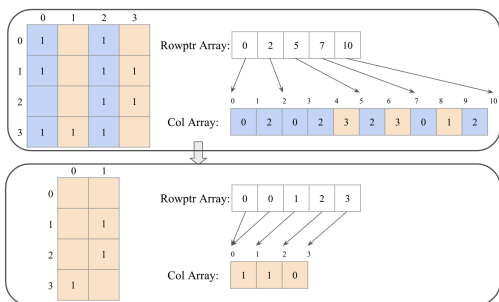 0 1 2 3
0 1 1
Rowptr Array: 0 2 5 7 10
1 1 1 1
2 1 1
0 1 2 3 4 5 6 7 8 9 10
3 1 1 1
Col Array: 0 2 0 2 3 2 3 0 1 2
0 1
0
Rowptr Array: 0 0 1 2 3
1 1
2 1
0 1 2 3
3 1
Col Array: 1 1 0